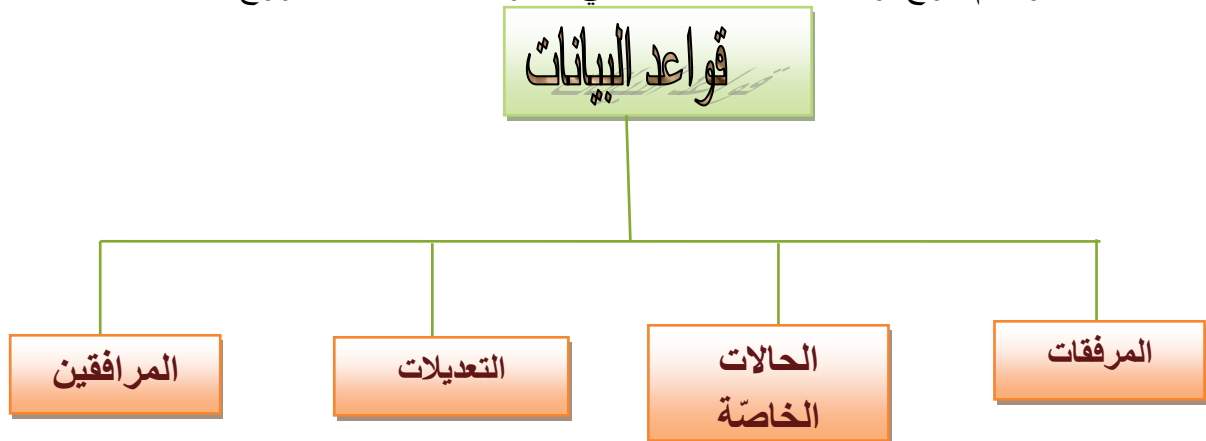 قواعد البيانات
المرفقات
الحالات
الخاصّة
التعديلات
المرافقين